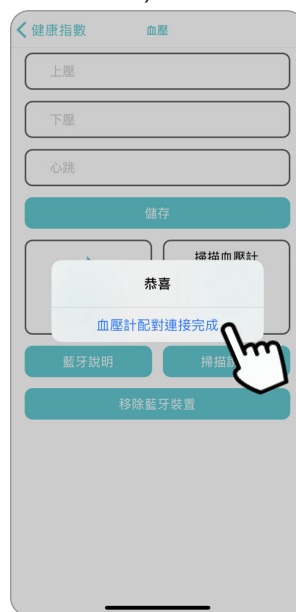 健康指數
血壓
上壓
下壓
心跳
儲存
掃描血壓計
恭喜
血壓計配對連接完成
藍牙說明
掃描
移除藍牙裝置